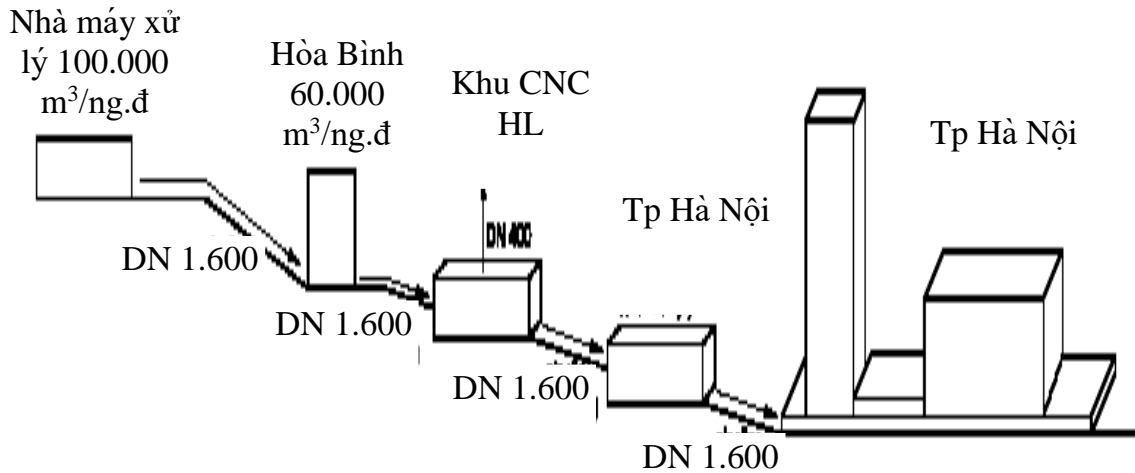 Nhà máy xử
lý 100.000
m³/ng.đ
Hòa Bình
60.000
m³/ng.đ
Khu CNC
HL
Tp Hà Nội
Tp Hà Nội
DN 400
DN 1.600
DN 1.600
DN 1.600
DN 1.600